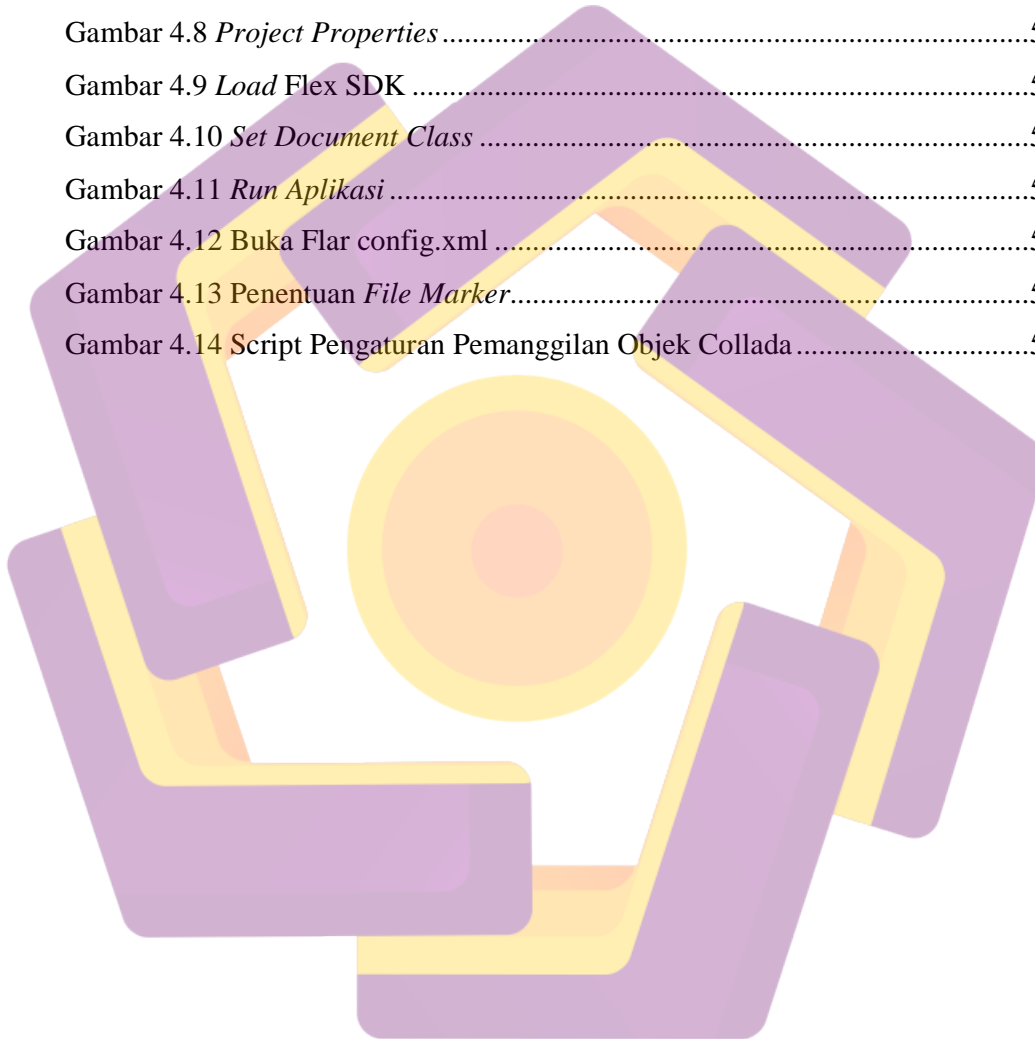 Gambar 4.8 Project Properties ........................................................................
Gambar 4.9 Load Flex SDK ............................................................................
Gambar 4.10 Set Document Class ...................................................................
Gambar 4.11 Run Aplikasi ...............................................................................
Gambar 4.12 Buka Flar config.xml .................................................................
Gambar 4.13 Penentuan File Marker...............................................................
Gambar 4.14 Script Pengaturan Pemanggilan Objek Collada.............................